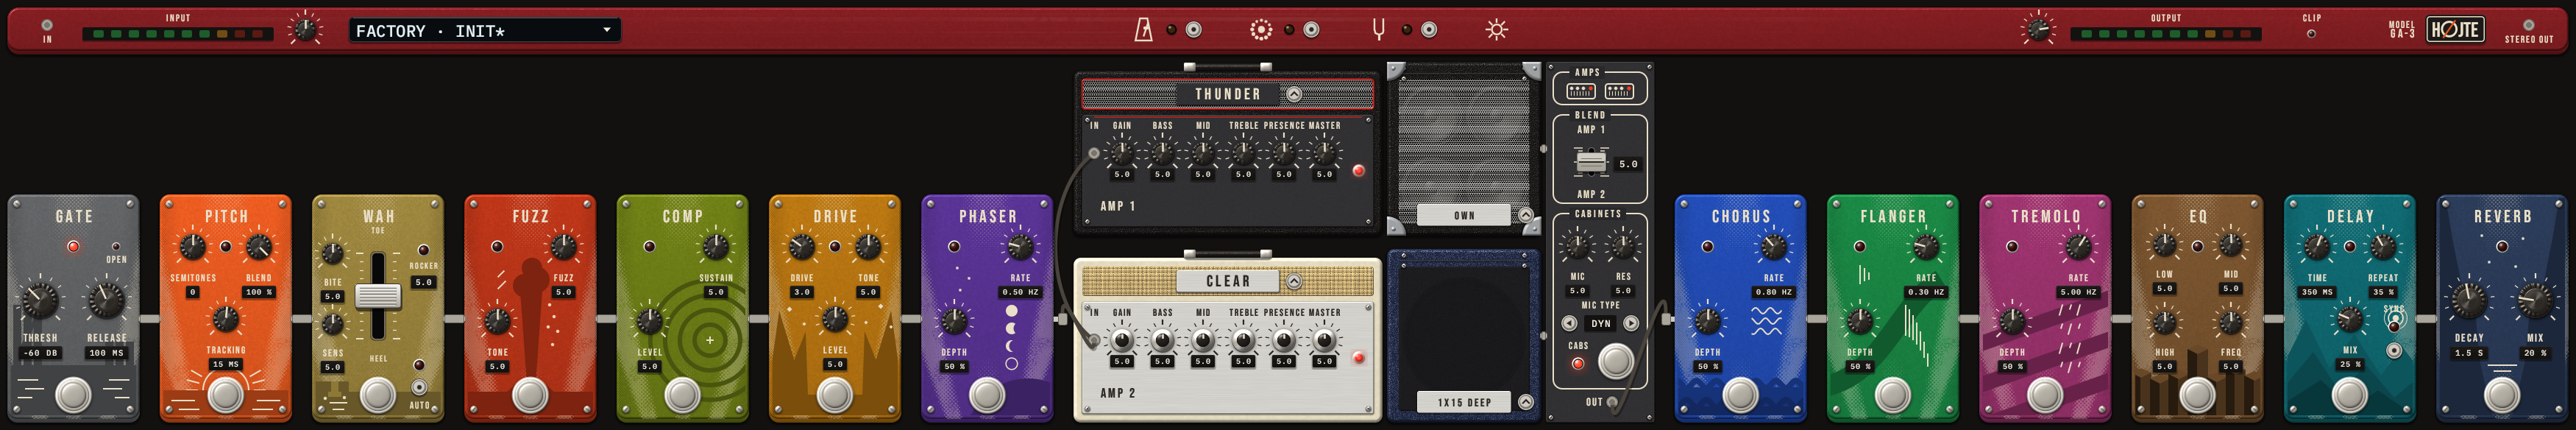 INPUT
IN
FACTORY · INIT*
OUTPUT
CLIP
MODEL
GA-3
HØJTE
STEREO OUT
GATE
OPEN
THRESH
RELEASE
-60 DB
100 MS
PITCH
SEMITONES
BLEND
0
100 %
TRACKING
15 MS
WAH
TOE
ROCKER
5.0
BITE
5.0
SENS
5.0
HEEL
AUTO
FUZZ
FUZZ
5.0
TONE
5.0
COMP
SUSTAIN
5.0
LEVEL
5.0
DRIVE
DRIVE
TONE
3.0
5.0
LEVEL
5.0
PHASER
RATE
0.50 HZ
DEPTH
50 %
THUNDER
IN GAIN BASS MID TREBLE PRESENCE MASTER
5.0 5.0 5.0 5.0 5.0 5.0
AMP 1
CLEAR
IN GAIN BASS MID TREBLE PRESENCE MASTER
5.0 5.0 5.0 5.0 5.0 5.0
AMP 2
OWN
1X15 DEEP
AMPS
BLEND
AMP 1
5.0
AMP 2
CABINETS
MIC
RES
5.0
5.0
MIC TYPE
DYN
CABS
OUT
CHORUS
RATE
0.80 HZ
DEPTH
50 %
FLANGER
RATE
0.30 HZ
DEPTH
50 %
TREMOLO
RATE
5.00 HZ
DEPTH
50 %
EQ
LOW
MID
5.0
5.0
HIGH
FREQ
5.0
5.0
DELAY
TIME
REPEAT
350 MS
35 %
SYNC
MIX
25 %
REVERB
DECAY
MIX
1.5 S
20 %